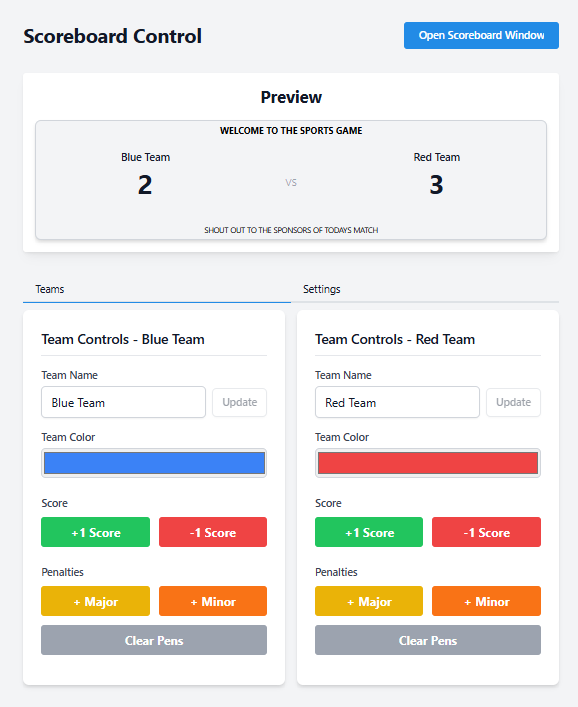 Scoreboard Control
Open Scoreboard Window
Preview
WELCOME TO THE SPORTS GAME
Blue Team
Red Team
2
VS
3
SHOUT OUT TO THE SPONSORS OF TODAYS MATCH
Teams
Settings
Team Controls - Blue Team
Team Name
Blue Team
Update
Team Color
Score
+1 Score
-1 Score
Penalties
+ Major
+ Minor
Clear Pens
Team Controls - Red Team
Team Name
Red Team
Update
Team Color
Score
+1 Score
-1 Score
Penalties
+ Major
+ Minor
Clear Pens